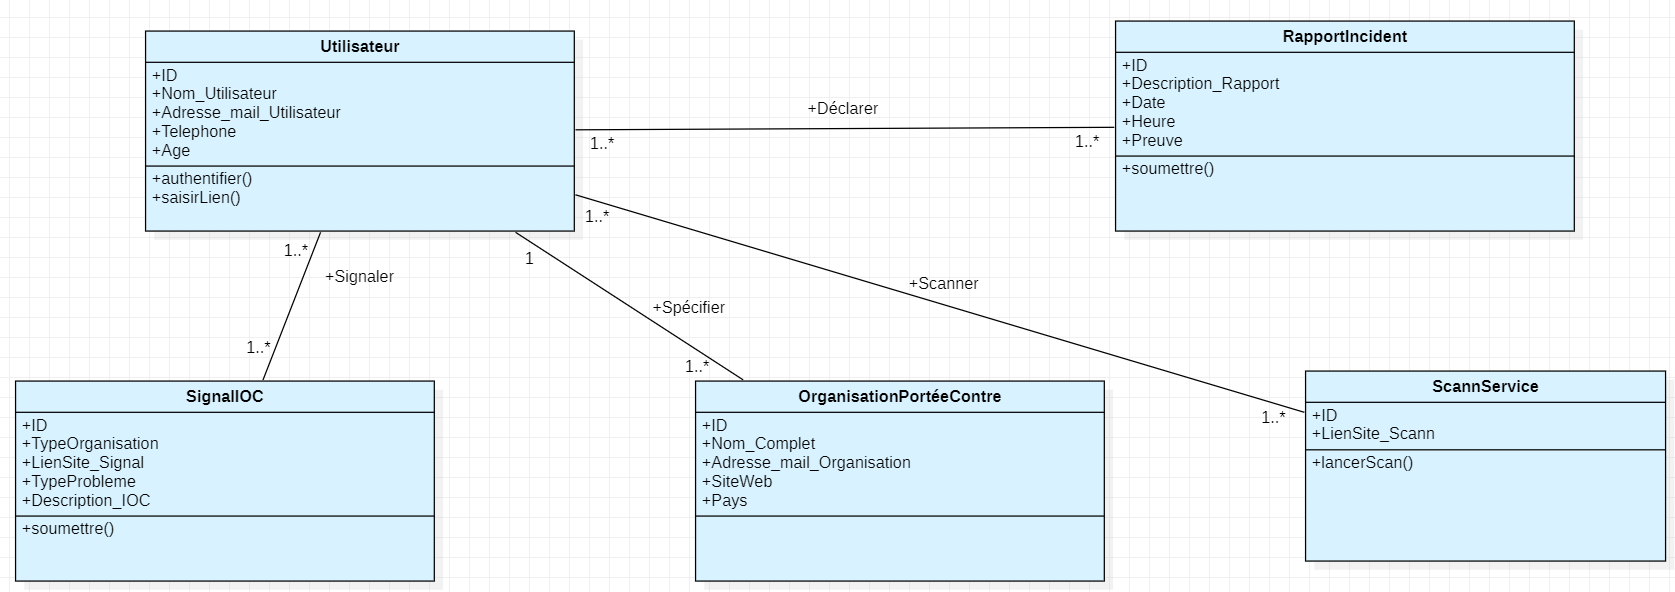 Utilisateur
+ID
+Nom_Utilisateur
+Adresse_mail_Utilisateur
+Telephone
+Age
+authentifier()
+saisirLien()
RapportIncident
+ID
+Description_Rapport
+Date
+Heure
+Preuve
+soumettre()
+Déclarer
1..*
1..*
1..*
+Scanner
1..*
1..*
+Signaler
1..*
1
+Spécifier
1..*
SignalIOC
+ID
+TypeOrganisation
+LienSite_Signal
+TypeProbleme
+Description_IOC
+soumettre()
OrganisationPortéeContre
+ID
+Nom_Complet
+Adresse_mail_Organisation
+SiteWeb
+Pays
ScannService
+ID
+LienSite_Scann
+lancerScan()